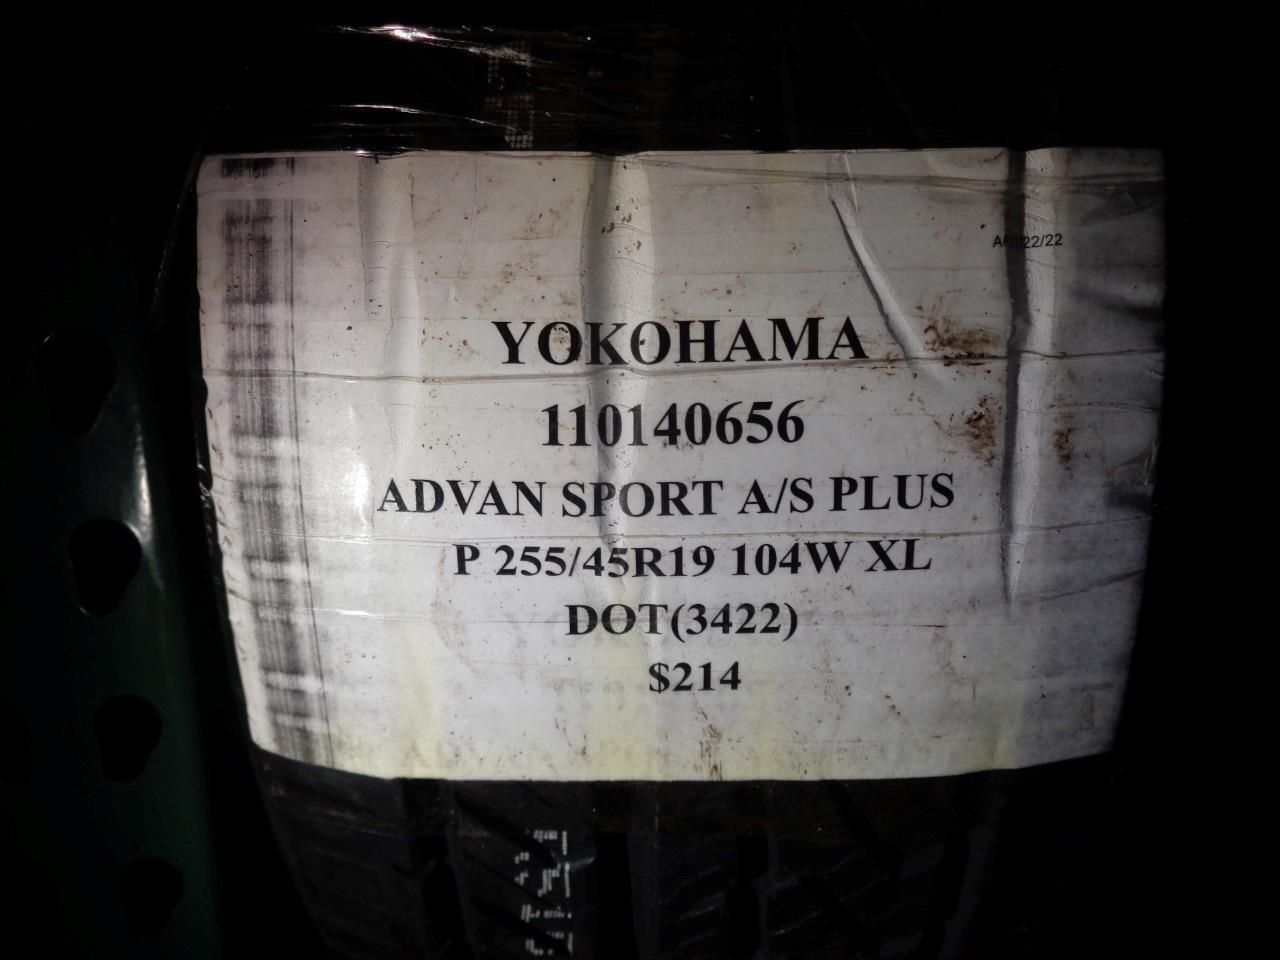 YOKOHAMA
110140656
ADVAN SPORT A/S PLUS
P 255/45R19 104W XL
DOT(3422)
$214